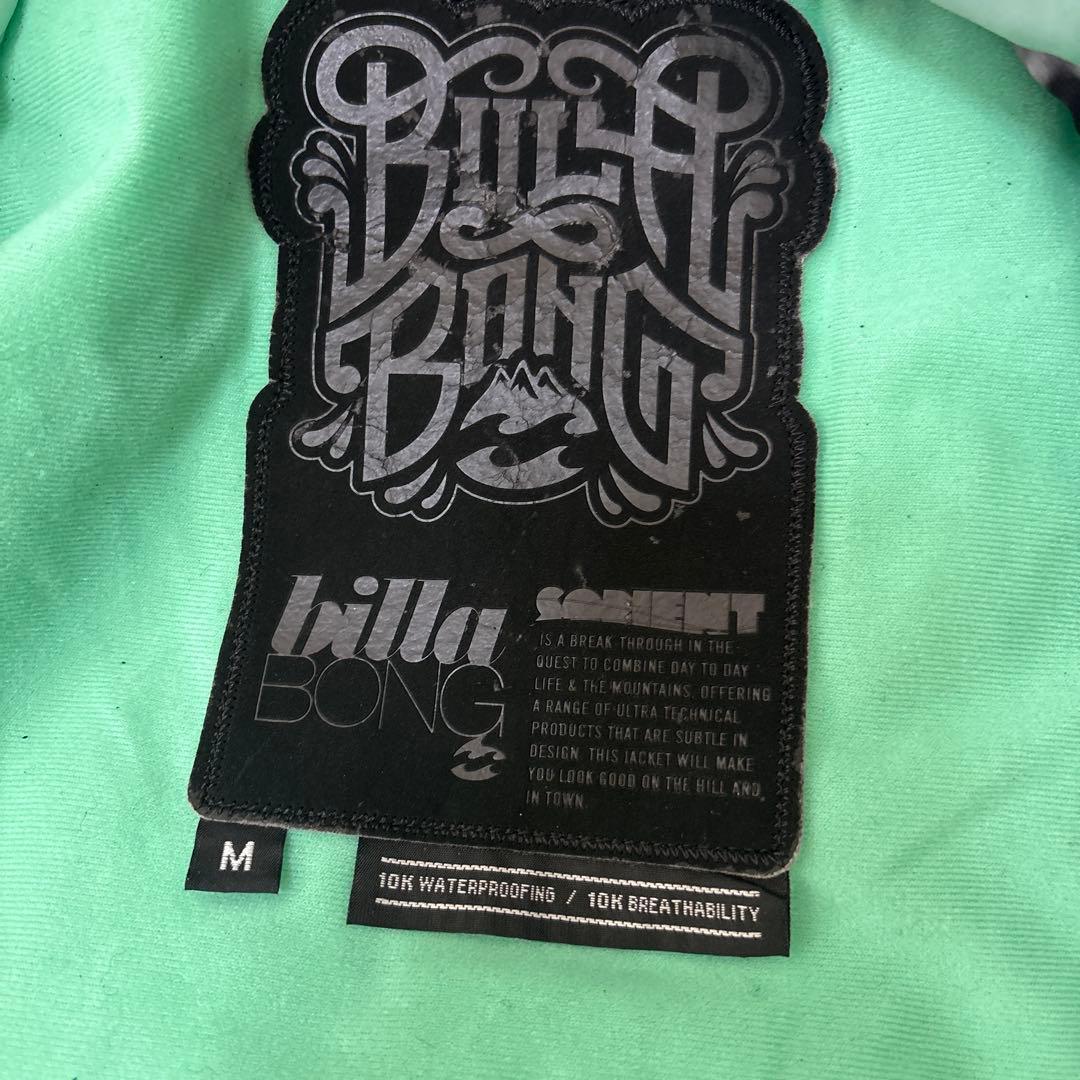 BILLA
BONG
billa
BONG
SORIENT
IS A BREAK THROUGH IN THE
QUEST TO COMBINE DAY TO DAY
LIFE & THE MOUNTAINS, OFFERING
A RANGE OF ULTRA TECHNICAL
PRODUCTS THAT ARE SUBTLE IN
DESIGN. THIS JACKET WILL MAKE
YOU LOOK GOOD ON THE HILL AND
IN TOWN.
M
10K WATERPROOFING / 10K BREATHABILITY